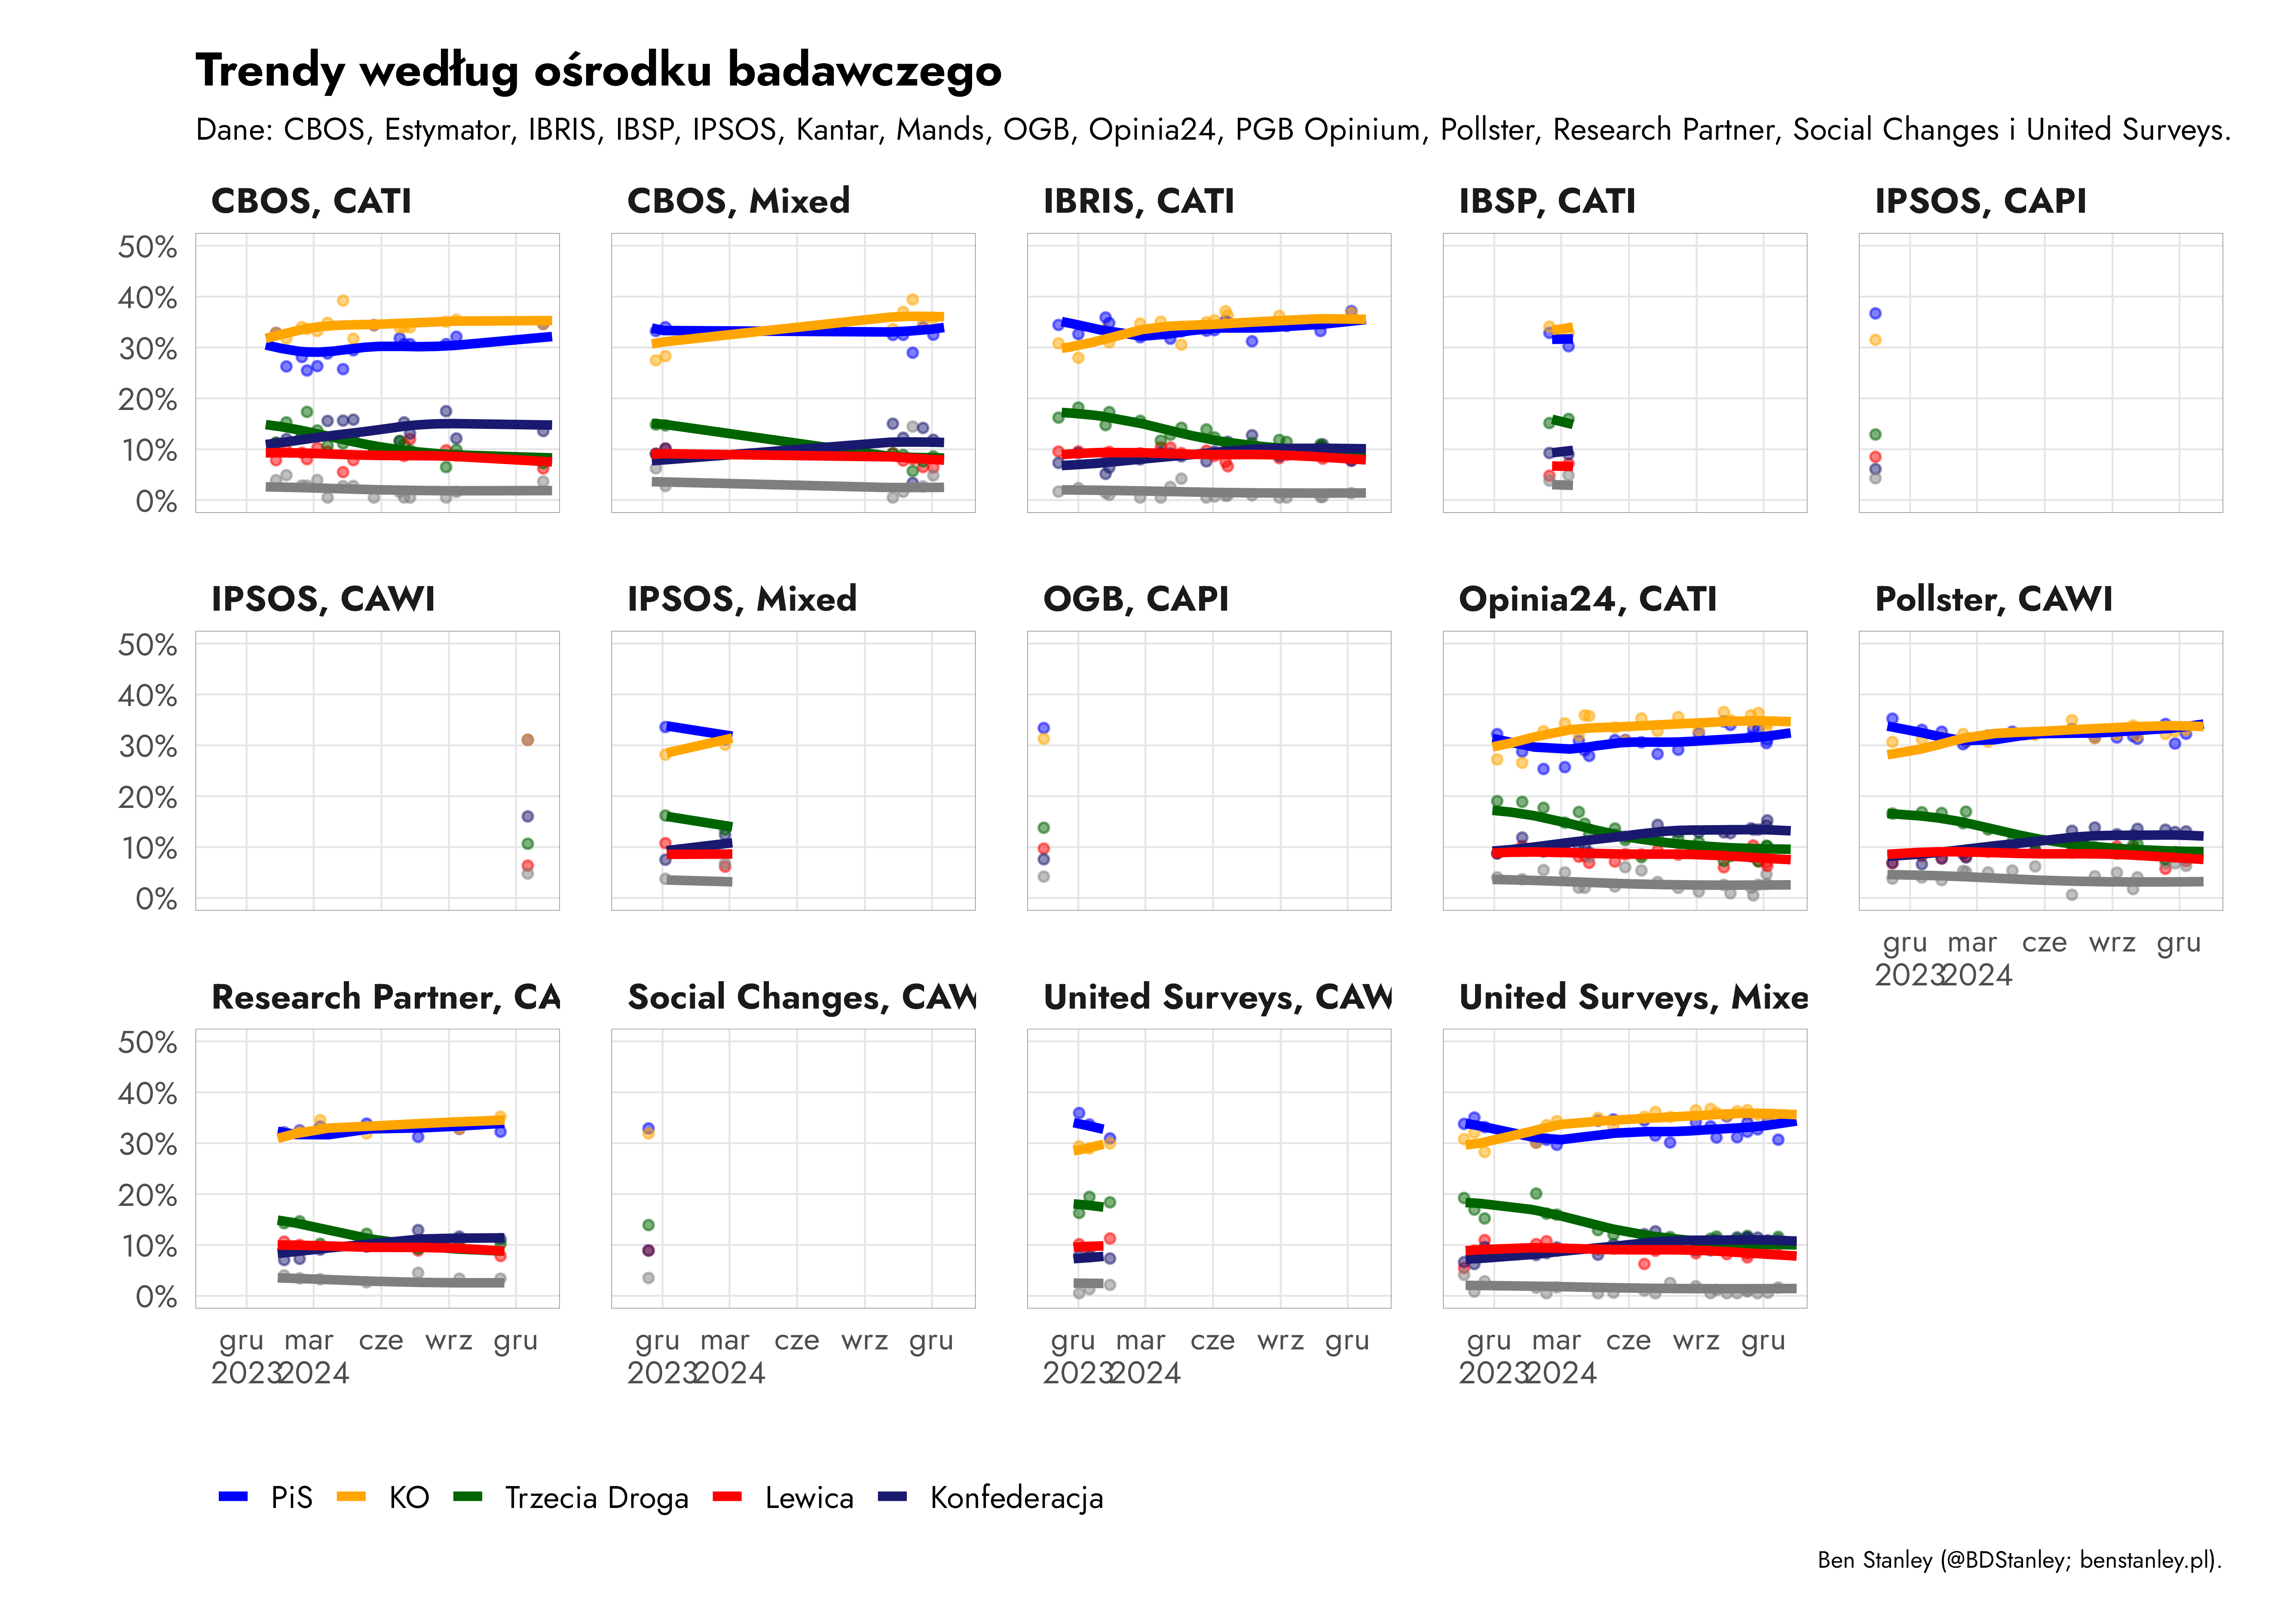 Trendy według ośrodku badawczego
Dane: CBOS, Estymator, IBRIS, IBSP, IPSOS, Kantar, Mands, OGB, Opinia24, PGB Opinium, Pollster, Research Partner, Social Changes i United Surveys.
CBOS, CATI
CBOS, Mixed
IBRIS, CATI
IBSP, CATI
IPSOS, CAPI
50%
40%
30%
20%
10%
0%
IPSOS, CAWI
IPSOS, Mixed
OGB, CAPI
Opinia24, CATI
Pollster, CAWI
50%
40%
30%
20%
10%
0%
gru mar cze wrz gru
2023 2024
Research Partner, CA
Social Changes, CAW
United Surveys, CAW
United Surveys, Mixe
50%
40%
30%
20%
10%
0%
gru mar cze wrz gru
2023 2024
gru mar cze wrz gru
2023 2024
gru mar cze wrz gru
2023 2024
gru mar cze wrz gru
2023 2024
PiS KO Trzecia Droga Lewica Konfederacja
Ben Stanley (@BDStanley; benstanley.pl).